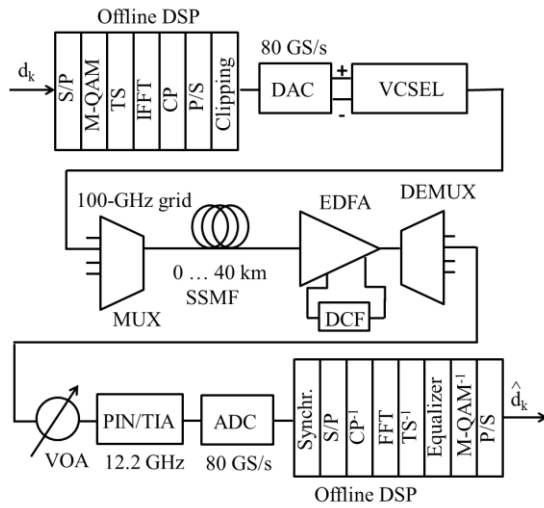 Offline DSP
d_k
S/P
M-QAM
TS
IFFT
CP
P/S
Clipping
80 GS/s
DAC
+
-
VCSEL
100-GHz grid
MUX
0 ... 40 km
SSMF
EDFA
DCF
DEMUX
VOA
PIN/TIA
12.2 GHz
ADC
80 GS/s
Synchr.
S/P
CP⁻¹
FFT
TS⁻¹
Equalizer
M-QAM⁻¹
P/S
d̂_k
Offline DSP